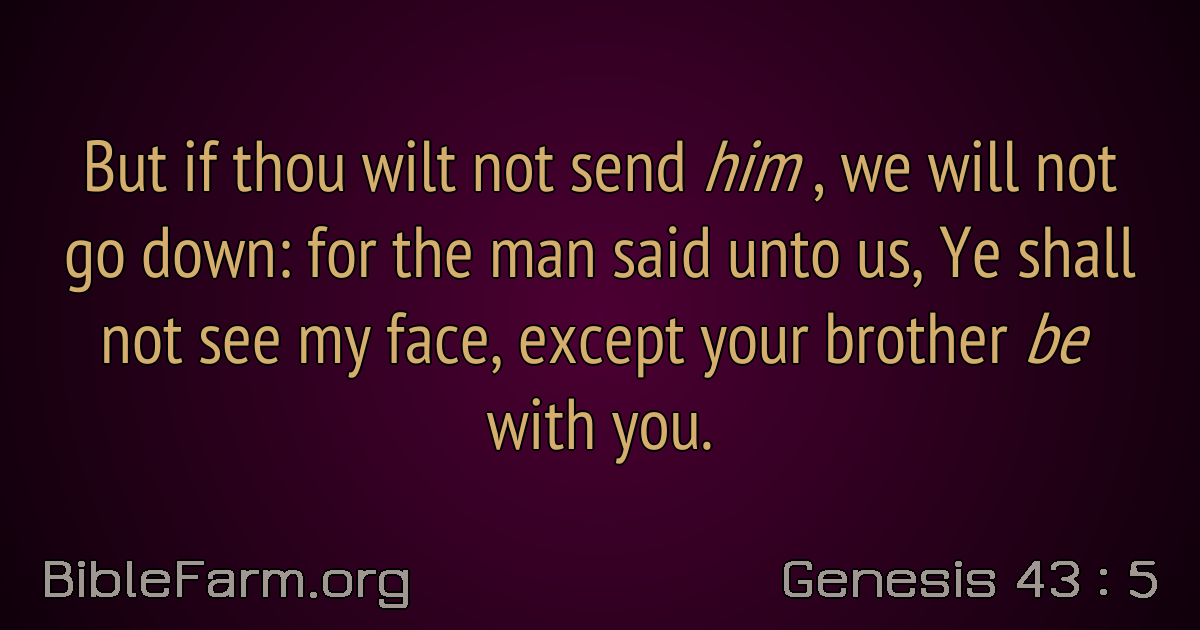 But if thou wilt not send him , we will not
go down: for the man said unto us, Ye shall
not see my face, except your brother be
with you.
BibleFarm.org
Genesis 43 : 5